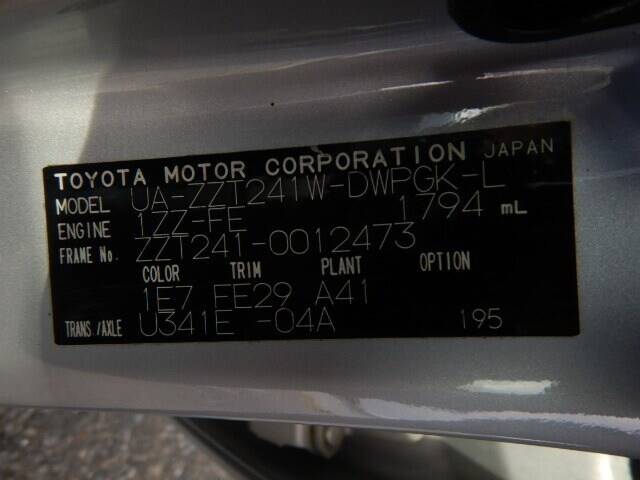 TOYOTA MOTOR CORPORATION JAPAN
MODEL UA-ZZT241W-DWPGK-L
ENGINE 1ZZ-FE 1794 mL
FRAME No. ZZT241-0012473
COLOR TRIM PLANT OPTION
1E7 FE29 A41
TRANS./AXLE U341E -04A 195